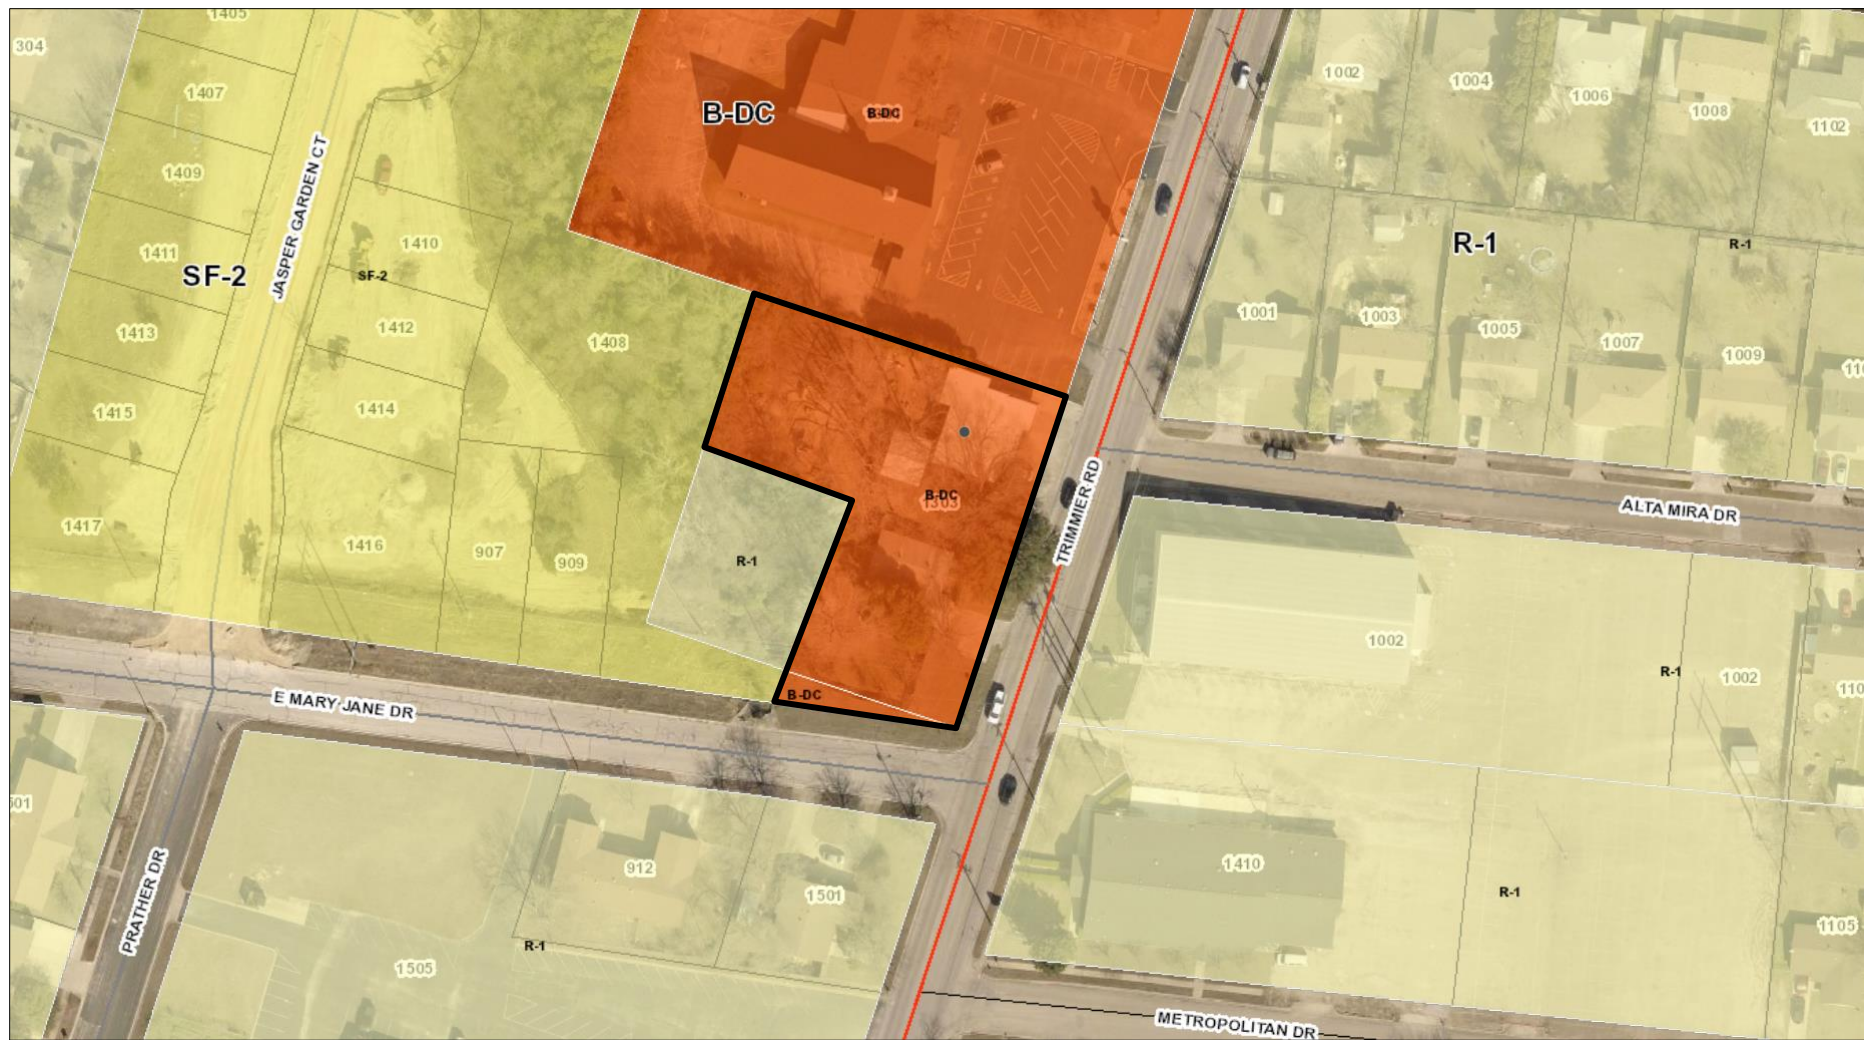 1405
304
1407
1409
1411
1413
1415
1417
SF-2
JASPER GARDEN CT
SF-2
1410
1412
1414
1416
1408
907
909
B-DC
B-DC
B-DC
1303
R-1
B-DC
TRIMMIER RD
1002
1004
1006
1008
1102
R-1
R-1
1001
1003
1005
1007
1009
ALTA MIRA DR
1002
R-1
1002
E MARY JANE DR
PRATHER DR
912
1501
R-1
1505
1410
R-1
1105
METROPOLITAN DR